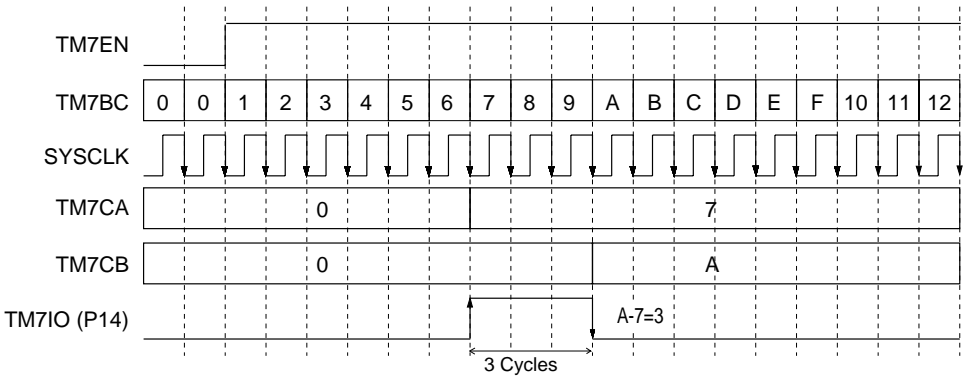 TM7EN
TM7BC 0 0 1 2 3 4 5 6 7 8 9 A B C D E F 10 11 12
SYSCLK
TM7CA 0 7
TM7CB 0 A
TM7IO (P14) A-7=3
3 Cycles